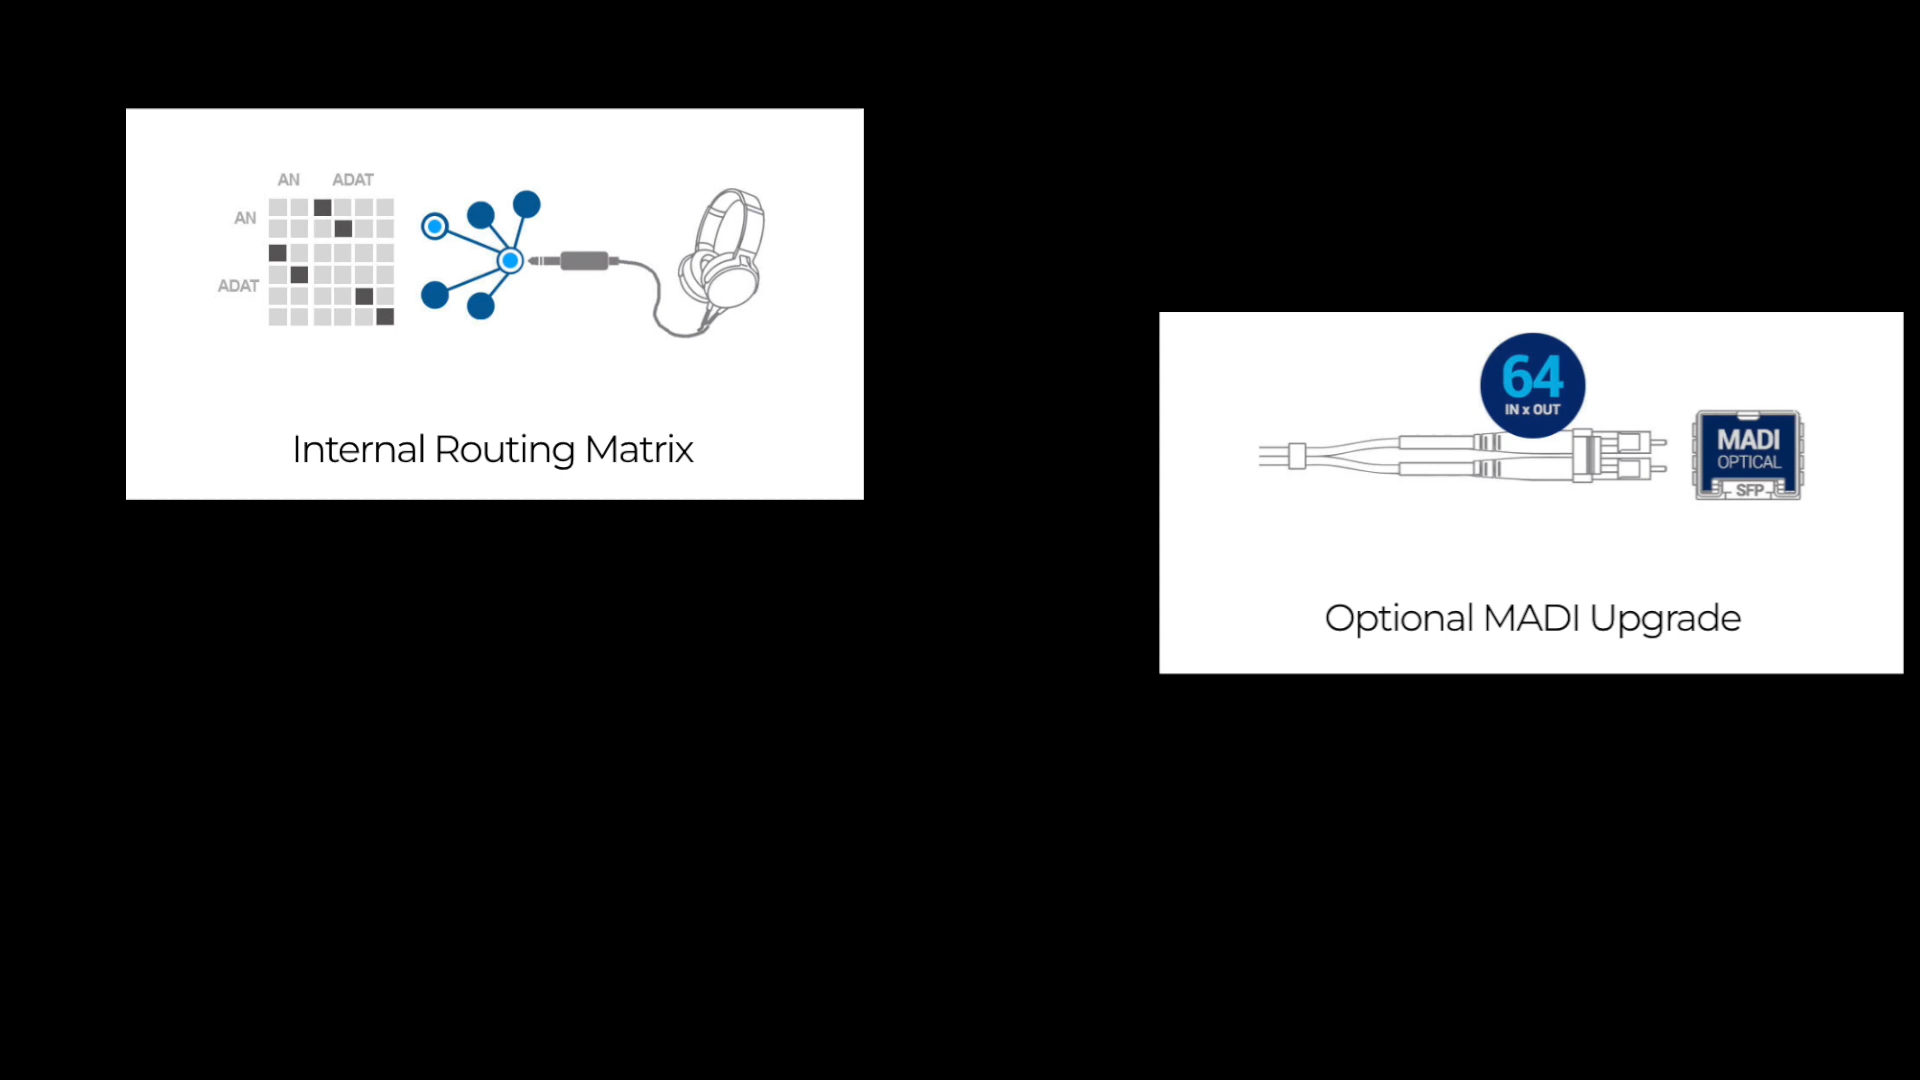 AN ADAT
AN
ADAT
Internal Routing Matrix
64
IN x OUT
MADI
OPTICAL
SFP
Optional MADI Upgrade